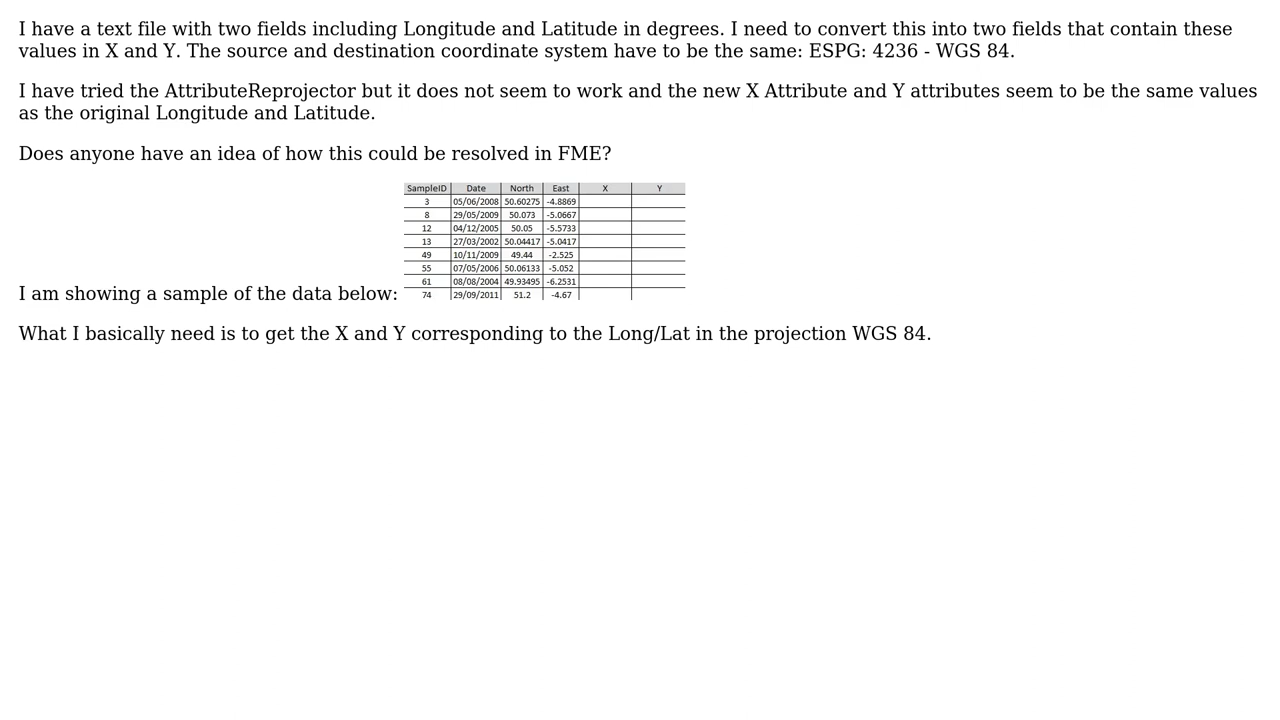 I have a text file with two fields including Longitude and Latitude in degrees. I need to convert this into two fields that contain these
values in X and Y. The source and destination coordinate system have to be the same: ESPG: 4236 - WGS 84.
I have tried the AttributeReprojector but it does not seem to work and the new X Attribute and Y attributes seem to be the same values
as the original Longitude and Latitude.
Does anyone have an idea of how this could be resolved in FME?
SampleID Date North East X Y
3 05/06/2008 50.60275 -4.8869
8 29/05/2009 50.073 -5.0667
12 04/12/2005 50.05 -5.5733
13 27/03/2002 50.04417 -5.0417
49 10/11/2009 49.44 -2.525
55 07/05/2006 50.06133 -5.052
61 08/08/2004 49.93495 -6.2531
74 29/09/2011 51.2 -4.67
I am showing a sample of the data below:
What I basically need is to get the X and Y corresponding to the Long/Lat in the projection WGS 84.